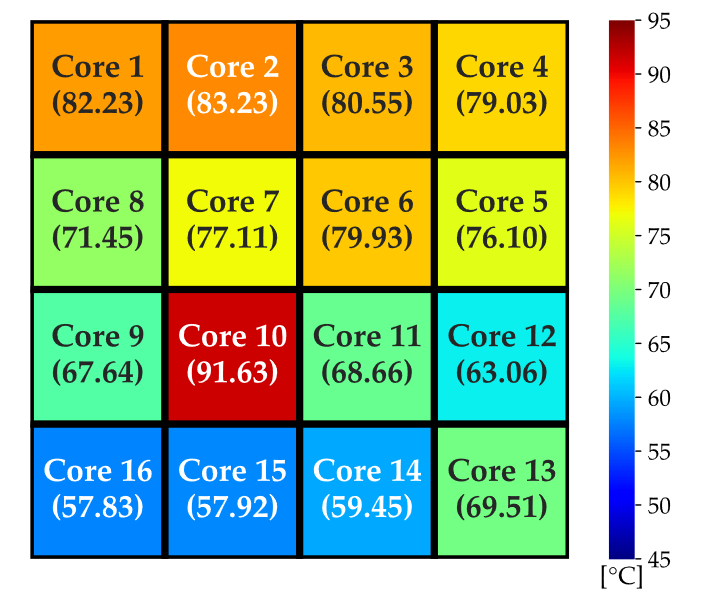 Core 1
(82.23)
Core 2
(83.23)
Core 3
(80.55)
Core 4
(79.03)
Core 8
(71.45)
Core 7
(77.11)
Core 6
(79.93)
Core 5
(76.10)
Core 9
(67.64)
Core 10
(91.63)
Core 11
(68.66)
Core 12
(63.06)
Core 16
(57.83)
Core 15
(57.92)
Core 14
(59.45)
Core 13
(69.51)
95
90
85
80
75
70
65
60
55
50
45
[°C]